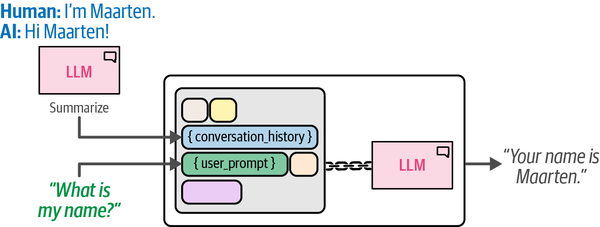 Human: I'm Maarten.
AI: Hi Maarten!
LLM
Summarize
{ conversation_history }
{ user_prompt }
"What is
my name?"
LLM
"Your name is
Maarten."